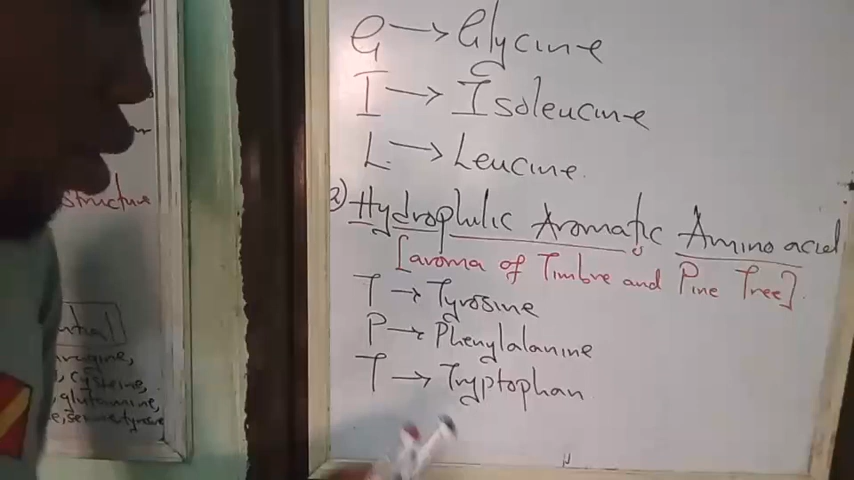 G → Glycine
I → Isoleucine
L → Leucine
2) Hydrophilic Aromatic Amino acid
[aroma of Timbre and Pine Tree]
T → Tyrosine
P → Phenylalanine
T → Tryptophan
structure
cysteine,
glutamine,